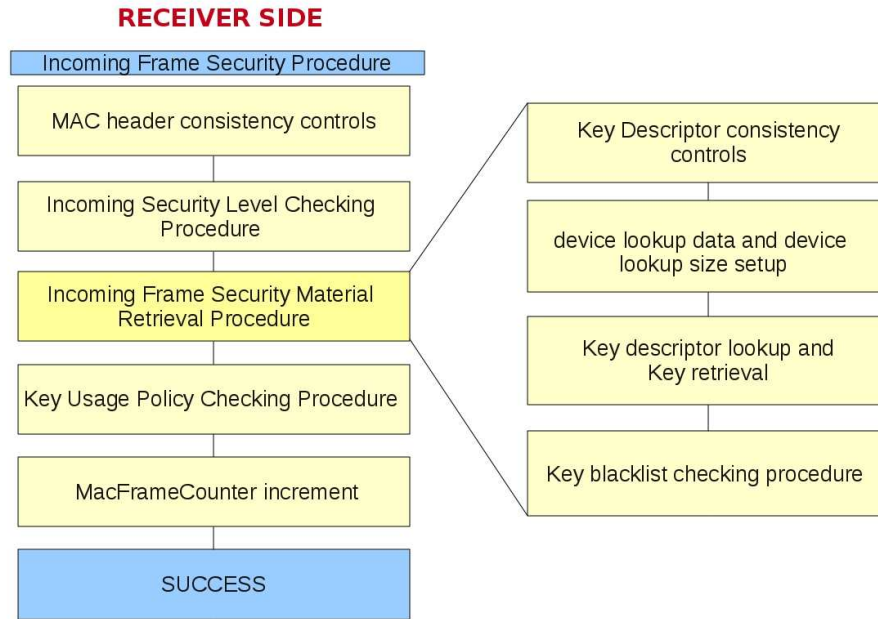 RECEIVER SIDE
Incoming Frame Security Procedure
MAC header consistency controls
Incoming Security Level Checking
Procedure
Incoming Frame Security Material
Retrieval Procedure
Key Usage Policy Checking Procedure
MacFrameCounter increment
SUCCESS
Key Descriptor consistency
controls
device lookup data and device
lookup size setup
Key descriptor lookup and
Key retrieval
Key blacklist checking procedure